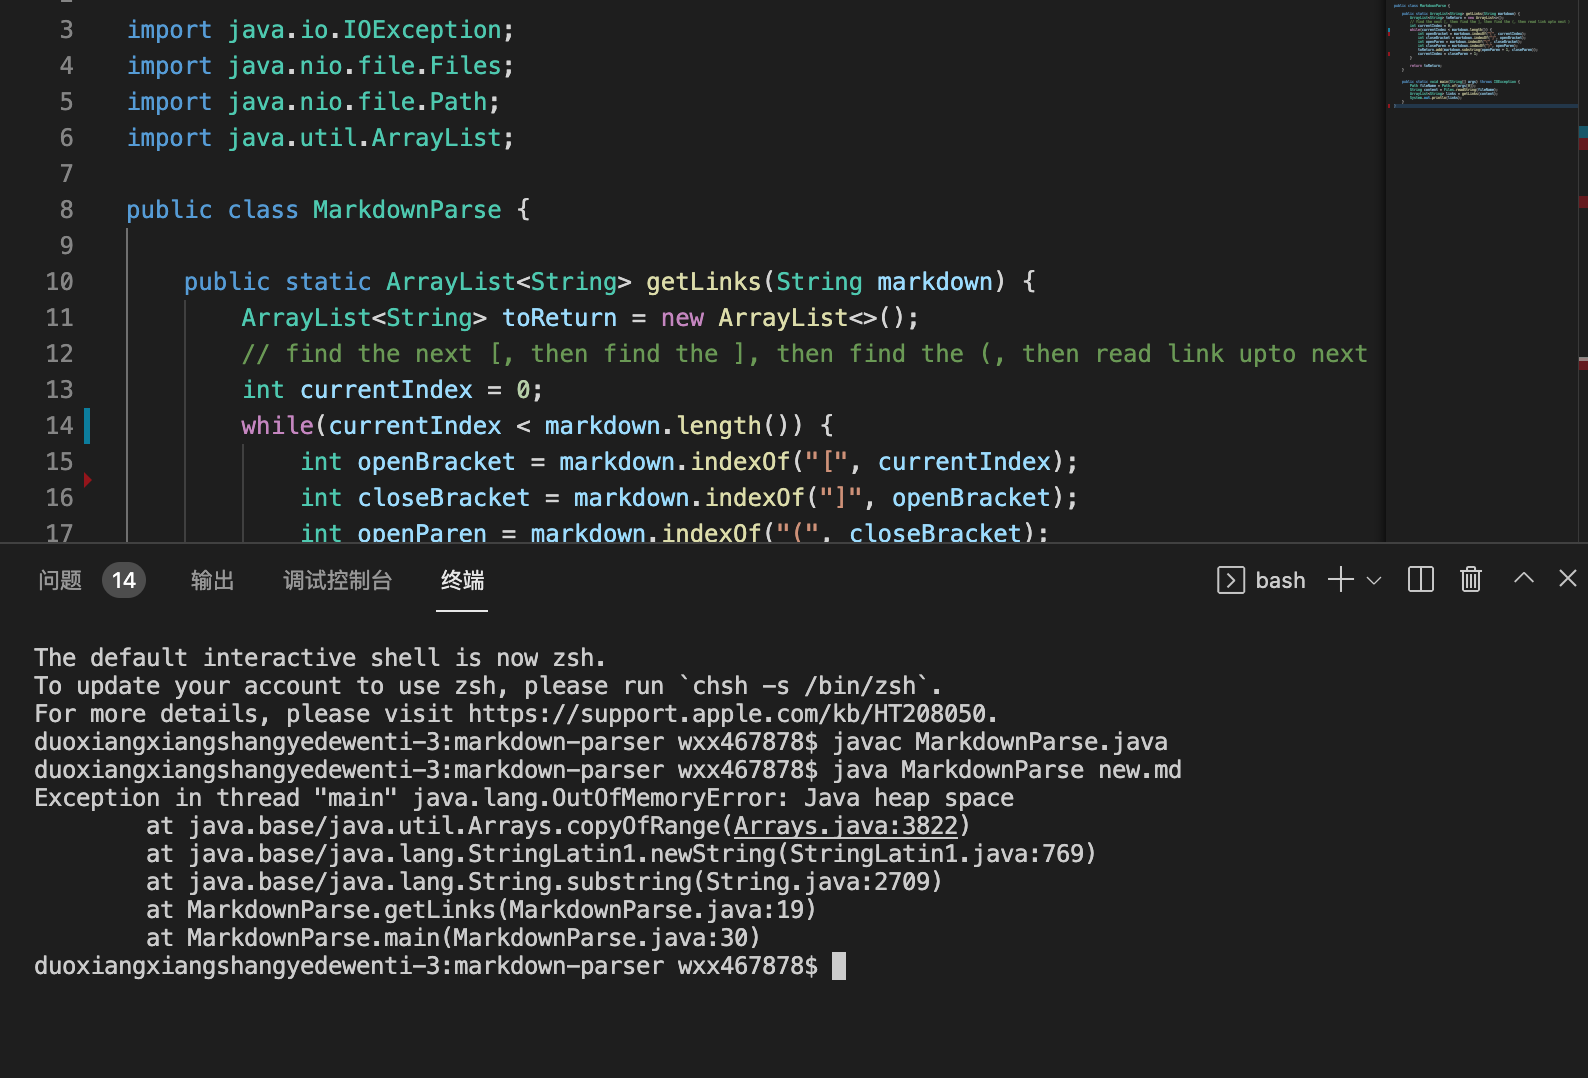 3 import java.io.IOException;
4 import java.nio.file.Files;
5 import java.nio.file.Path;
6 import java.util.ArrayList;
7
8 public class MarkdownParse {
9
10 public static ArrayList<String> getLinks(String markdown) {
11 ArrayList<String> toReturn = new ArrayList<>();
12 // find the next [, then find the ], then find the (, then read link upto next
13 int currentIndex = 0;
14 while(currentIndex < markdown.length()) {
15 int openBracket = markdown.indexOf("[", currentIndex);
16 int closeBracket = markdown.indexOf("]", openBracket);
17 int openParen = markdown.indexOf("(", closeBracket);
问题 14 输出 调试控制台 终端 bash
The default interactive shell is now zsh.
To update your account to use zsh, please run `chsh -s /bin/zsh`.
For more details, please visit https://support.apple.com/kb/HT208050.
duoxiangxiangshangyedewenti-3:markdown-parser wxx467878$ javac MarkdownParse.java
duoxiangxiangshangyedewenti-3:markdown-parser wxx467878$ java MarkdownParse new.md
Exception in thread "main" java.lang.OutOfMemoryError: Java heap space
at java.base/java.util.Arrays.copyOfRange(Arrays.java:3822)
at java.base/java.lang.StringLatin1.newString(StringLatin1.java:769)
at java.base/java.lang.String.substring(String.java:2709)
at MarkdownParse.getLinks(MarkdownParse.java:19)
at MarkdownParse.main(MarkdownParse.java:30)
duoxiangxiangshangyedewenti-3:markdown-parser wxx467878$